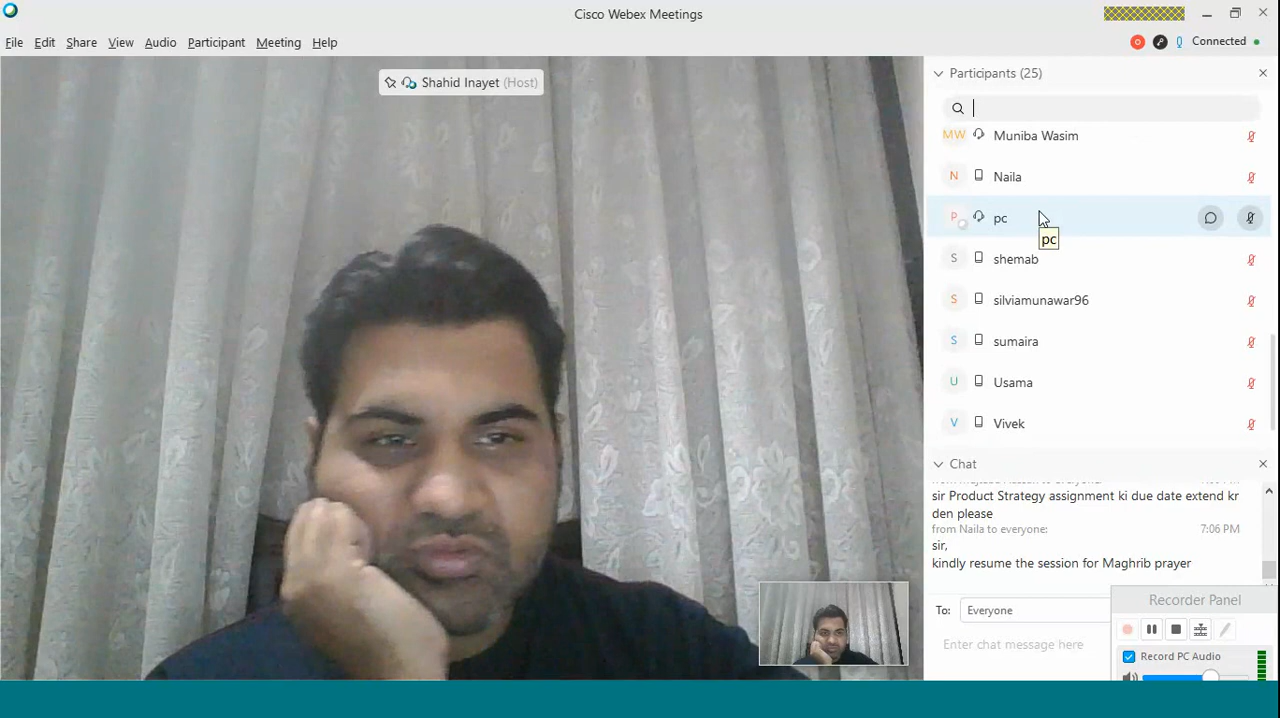 Cisco Webex Meetings
File Edit Share View Audio Participant Meeting Help
Connected
Shahid Inayet (Host)
Participants (25)
MW Muniba Wasim
N Naila
P pc
pc
S shemab
S silviamunawar96
S sumaira
U Usama
V Vivek
Chat
sir Product Strategy assignment ki due date extend kr
den please
from Naila to everyone: 7:06 PM
sir,
kindly resume the session for Maghrib prayer
To: Everyone
Enter chat message here
Recorder Panel
Record PC Audio